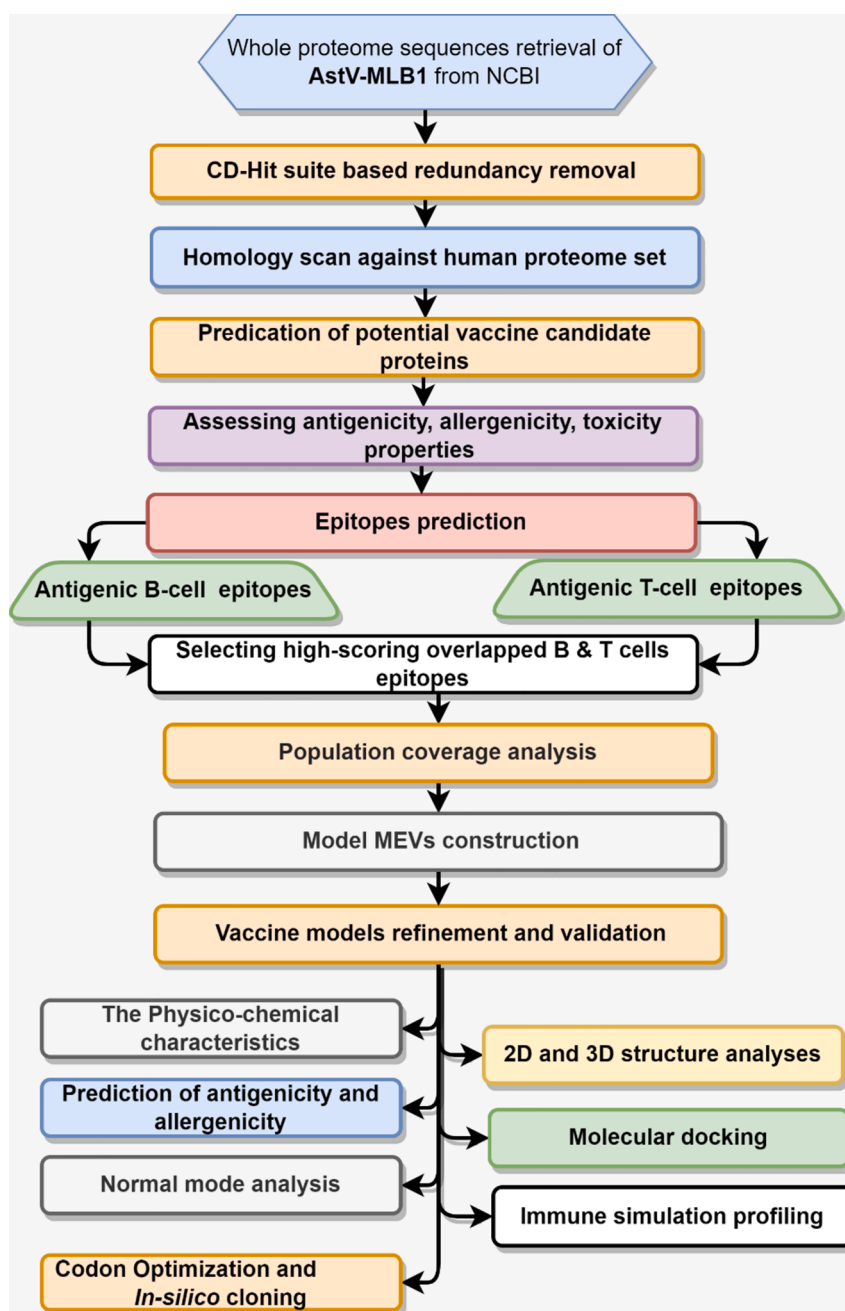 Whole proteome sequences retrieval of
AstV-MLB1 from NCBI
CD-Hit suite based redundancy removal
Homology scan against human proteome set
Predication of potential vaccine candidate
proteins
Assessing antigenicity, allergenicity, toxicity
properties
Epitopes prediction
Antigenic B-cell epitopes
Antigenic T-cell epitopes
Selecting high-scoring overlapped B & T cells
epitopes
Population coverage analysis
Model MEVs construction
Vaccine models refinement and validation
The Physico-chemical
characteristics
2D and 3D structure analyses
Prediction of antigenicity and
allergenicity
Molecular docking
Normal mode analysis
Immune simulation profiling
Codon Optimization and
In-silico cloning